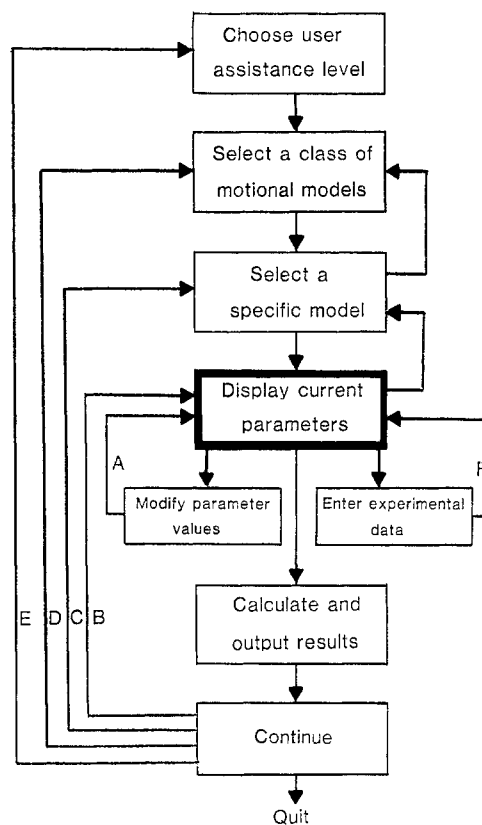 Choose user
assistance level
Select a class of
motional models
Select a
specific model
Display current
parameters
A
Modify parameter
values
Enter experimental
data
Calculate and
output results
E
D
C
B
Continue
Quit